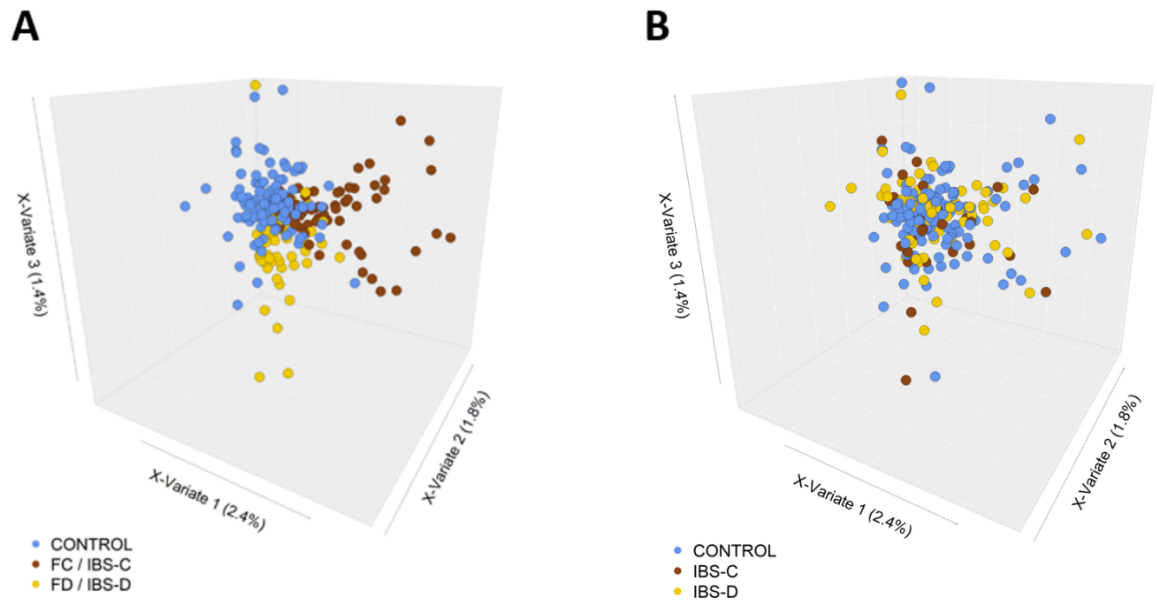 A
X-Variate 3 (1.4%)
X-Variate 1 (2.4%)
X-Variate 2 (1.8%)
CONTROL
FC / IBS-C
FD / IBS-D
B
X-Variate 3 (1.4%)
X-Variate 1 (2.4%)
X-Variate 2 (1.8%)
CONTROL
IBS-C
IBS-D